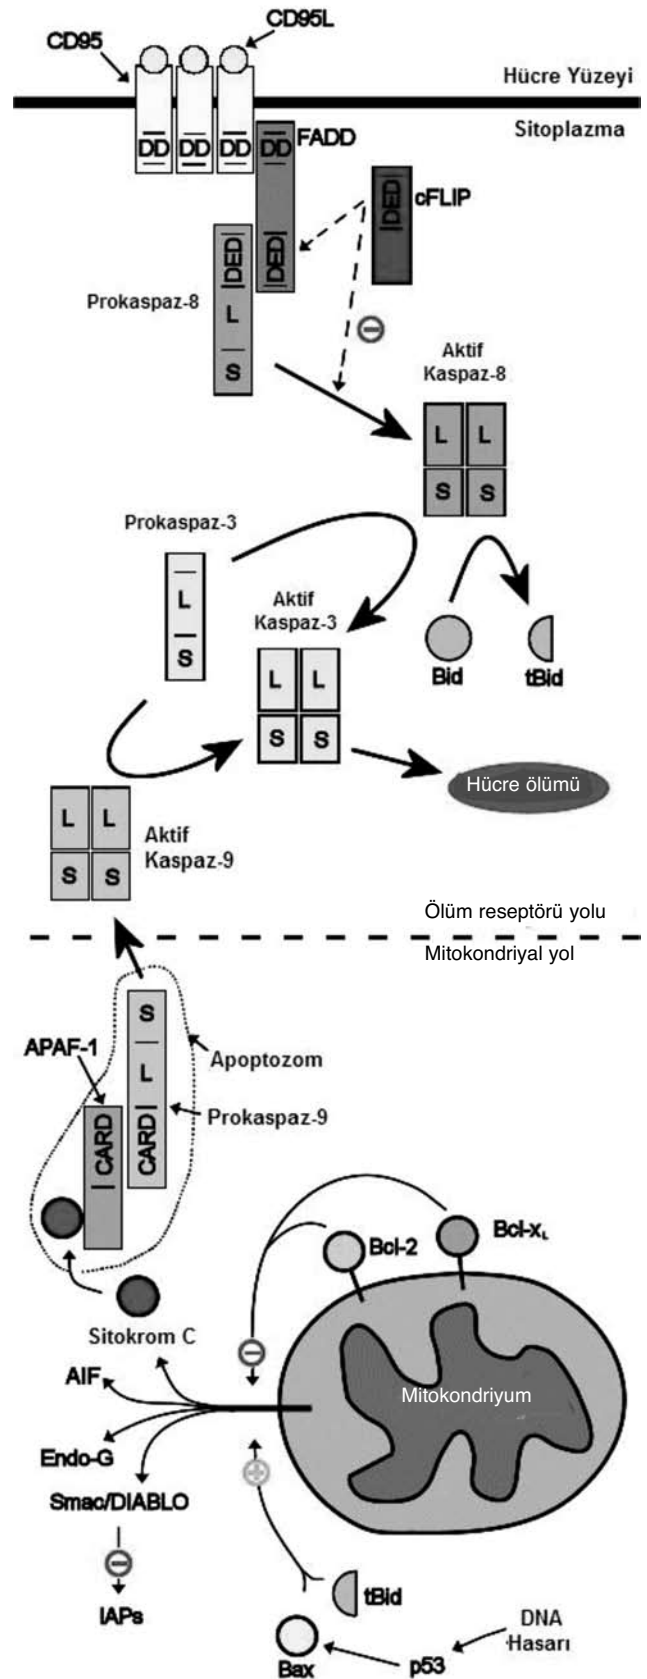 CD95L
CD95
Hücre Yüzeyi
Sitoplazma
DD DD DD DD FADD
DED cFLIP
DED DED
Prokaspaz-8
L
S
Aktif
Kaspaz-8
L L
S S
Prokaspaz-3
L
S
Aktif
Kaspaz-3
L L
S S
Bid tBid
Hücre ölümü
L L
S S
Aktif
Kaspaz-9
Ölüm reseptörü yolu
Mitokondriyal yol
S
APAF-1
Apoptozom
L
Prokaspaz-9
CARD CARD
Bcl-2
Bcl-xL
Sitokrom C
AIF
Mitokondriyum
Endo-G
Smac/DIABLO
IAPs
tBid
DNA
Hasarı
p53
Bax